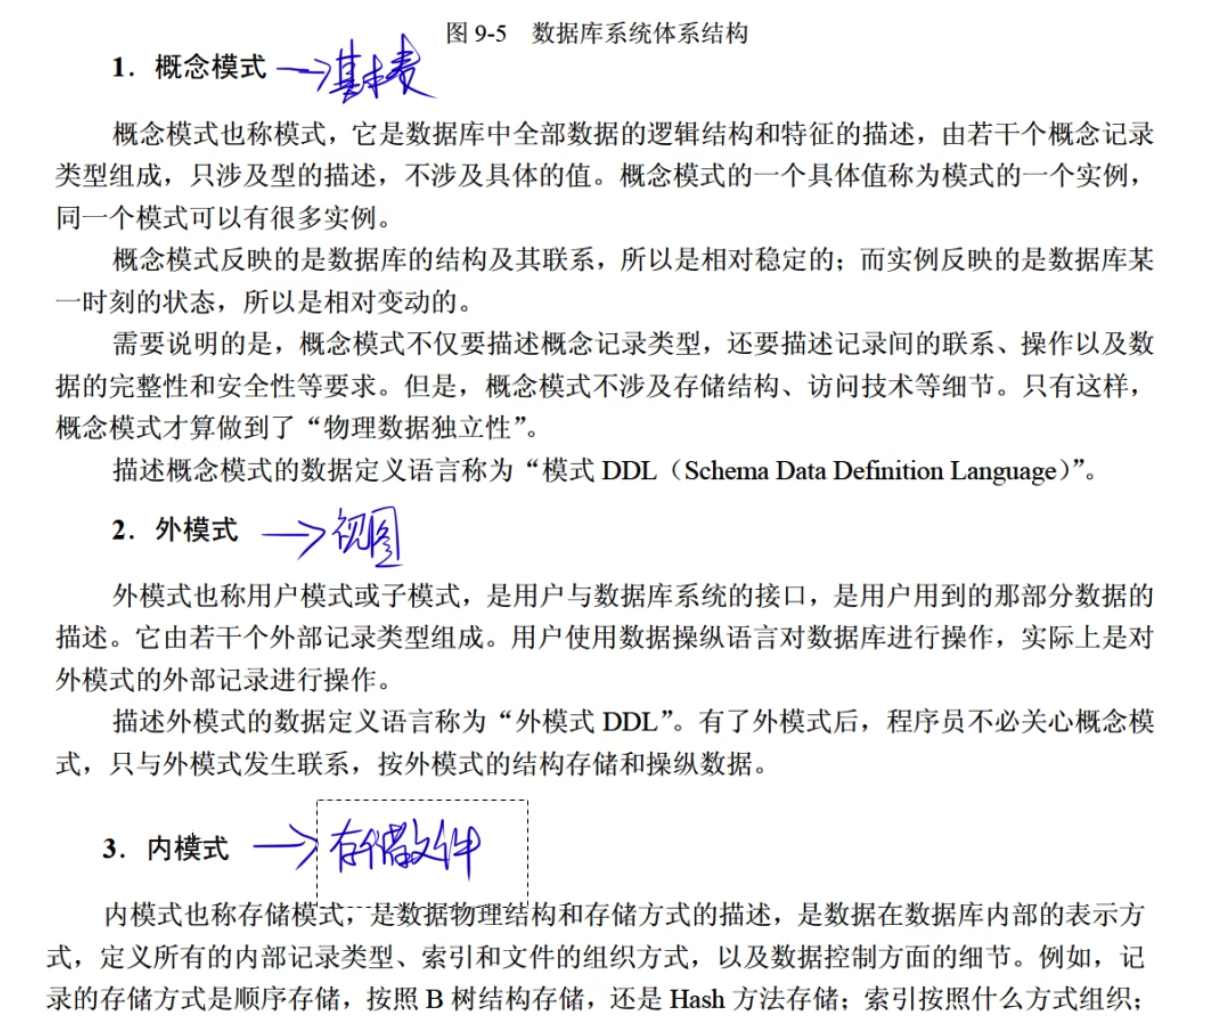 图 9-5 数据库系统体系结构
1．概念模式 →基本表
概念模式也称模式，它是数据库中全部数据的逻辑结构和特征的描述，由若干个概念记录
类型组成，只涉及型的描述，不涉及具体的值。概念模式的一个具体值称为模式的一个实例，
同一个模式可以有很多实例。
概念模式反映的是数据库的结构及其联系，所以是相对稳定的；而实例反映的是数据库某
一时刻的状态，所以是相对变动的。
需要说明的是，概念模式不仅要描述概念记录类型，还要描述记录间的联系、操作以及数
据的完整性和安全性等要求。但是，概念模式不涉及存储结构、访问技术等细节。只有这样，
概念模式才算做到了“物理数据独立性”。
描述概念模式的数据定义语言称为“模式 DDL（Schema Data Definition Language）”。
2．外模式 →视图
外模式也称用户模式或子模式，是用户与数据库系统的接口，是用户用到的那部分数据的
描述。它由若干个外部记录类型组成。用户使用数据操纵语言对数据库进行操作，实际上是对
外模式的外部记录进行操作。
描述外模式的数据定义语言称为“外模式 DDL”。有了外模式后，程序员不必关心概念模
式，只与外模式发生联系，按外模式的结构存储和操纵数据。
3．内模式 →存储文件
内模式也称存储模式，是数据物理结构和存储方式的描述，是数据在数据库内部的表示方
式，定义所有的内部记录类型、索引和文件的组织方式，以及数据控制方面的细节。例如，记
录的存储方式是顺序存储，按照 B 树结构存储，还是 Hash 方法存储；索引按照什么方式组织；